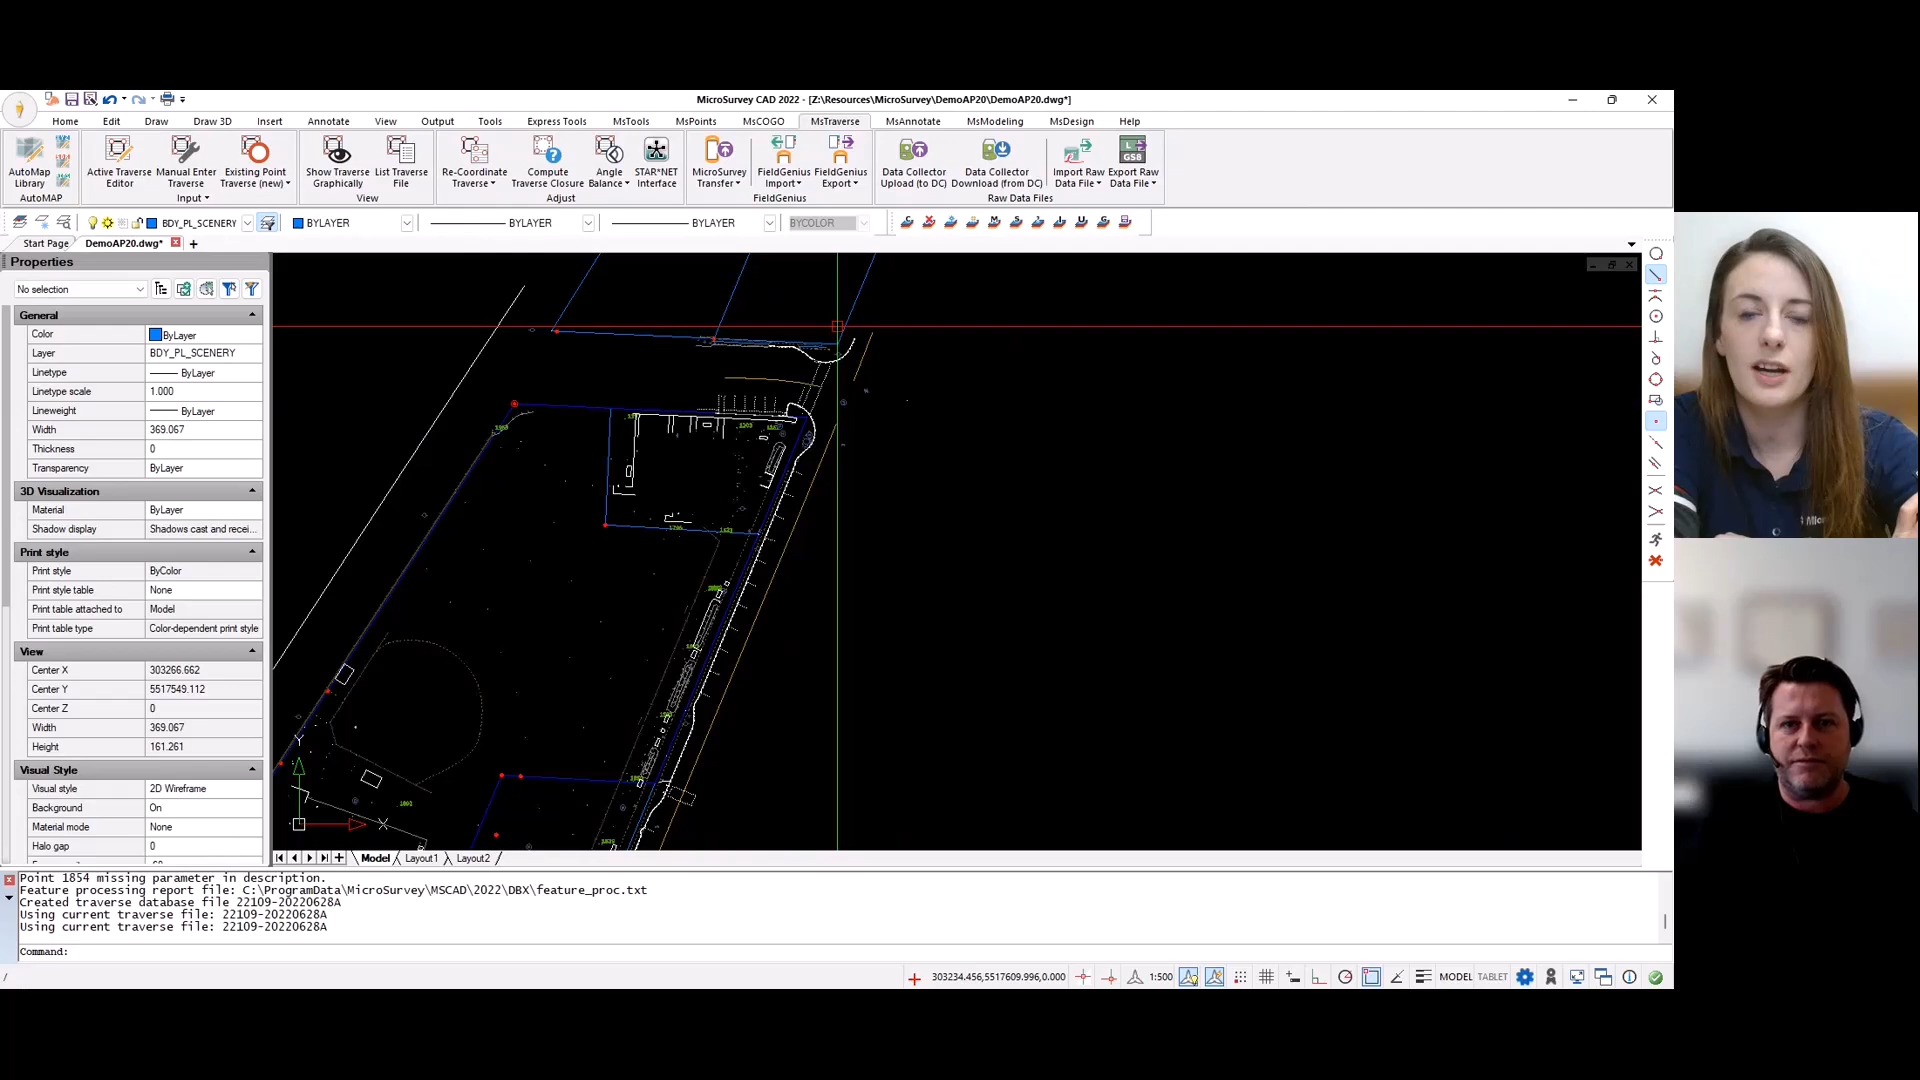 MicroSurvey CAD 2022 - [Z:\Resources\MicroSurvey\DemoAP20\DemoAP20.dwg*]
Home Edit Draw Draw 3D Insert Annotate View Output Tools Express Tools MsTools MsPoints MsCOGO MsTraverse MsAnnotate MsModeling MsDesign Help
AutoMap Library
Active Traverse Editor
Manual Enter Traverse
Existing Point Traverse (new)
Show Traverse Graphically
List Traverse File
Re-Coordinate Traverse
Compute Traverse Closure
Angle Balance
STAR*NET Interface
MicroSurvey Transfer
FieldGenius Import
FieldGenius Export
Data Collector Upload (to DC)
Data Collector Download (from DC)
Import Raw Data File
L GSB
Export Raw Data File
AutoMAP Input View Adjust FieldGenius Raw Data Files
BDY_PL_SCENERY BYLAYER BYLAYER BYLAYER BYCOLOR
C M S ? I U G
Start Page DemoAP20.dwg*
Properties
No selection
General
Color ByLayer
Layer BDY_PL_SCENERY
Linetype ByLayer
Linetype scale 1.000
Lineweight ByLayer
Width 369.067
Thickness 0
Transparency ByLayer
3D Visualization
Material ByLayer
Shadow display Shadows cast and recei...
Print style
Print style ByColor
Print style table None
Print table attached to Model
Print table type Color-dependent print style
View
Center X 303266.662
Center Y 5517549.112
Center Z 0
Width 369.067
Height 161.261
Visual Style
Visual style 2D Wireframe
Background On
Material mode None
Halo gap 0
Y
X
Model Layout1 Layout2
Point 1854 missing parameter in description.
Feature processing report file: C:\ProgramData\MicroSurvey\MSCAD\2022\DBX\feature_proc.txt
Created traverse database file 22109-20220628A
Using current traverse file: 22109-20220628A
Using current traverse file: 22109-20220628A
Command:
/
303234.456,5517609.996,0.000 1:500 MODEL TABLET